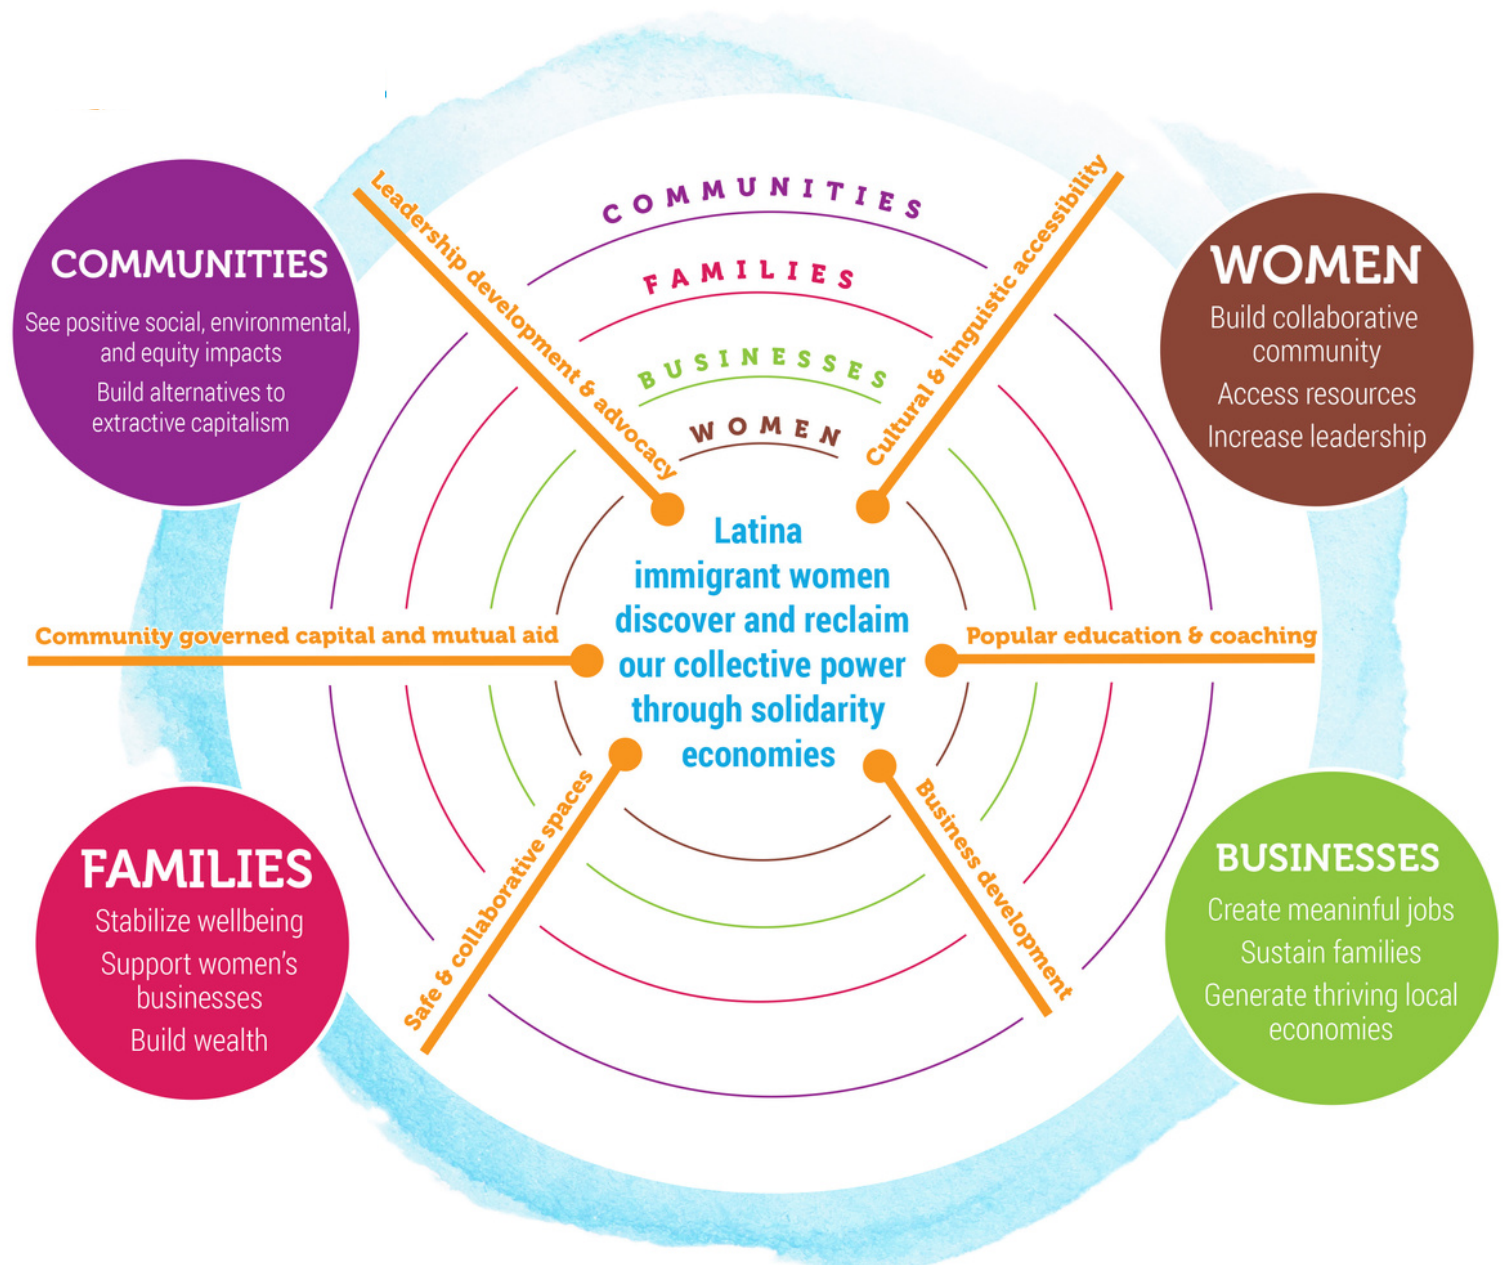 COMMUNITIES
See positive social, environmental,
and equity impacts
Build alternatives to
extractive capitalism
Leadership development & advocacy
COMMUNITIES
FAMILIES
BUSINESSES
WOMEN
Cultural & linguistic accessibility
WOMEN
Build collaborative
community
Access resources
Increase leadership
Latina
immigrant women
discover and reclaim
our collective power
through solidarity
economies
Community governed capital and mutual aid
Popular education & coaching
Safe & collaborative spaces
Business development
FAMILIES
Stabilize wellbeing
Support women's
businesses
Build wealth
BUSINESSES
Create meaninful jobs
Sustain families
Generate thriving local
economies